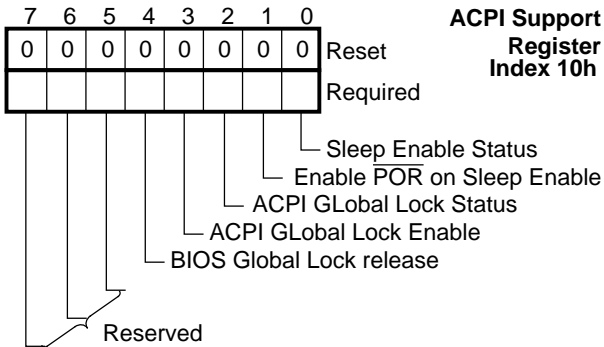 7 6 5 4 3 2 1 0
ACPI Support
Register
Index 10h
0 0 0 0 0 0 0 0 Reset
Required
Sleep Enable Status
Enable POR on Sleep Enable
ACPI GLobal Lock Status
ACPI GLobal Lock Enable
BIOS Global Lock release
Reserved